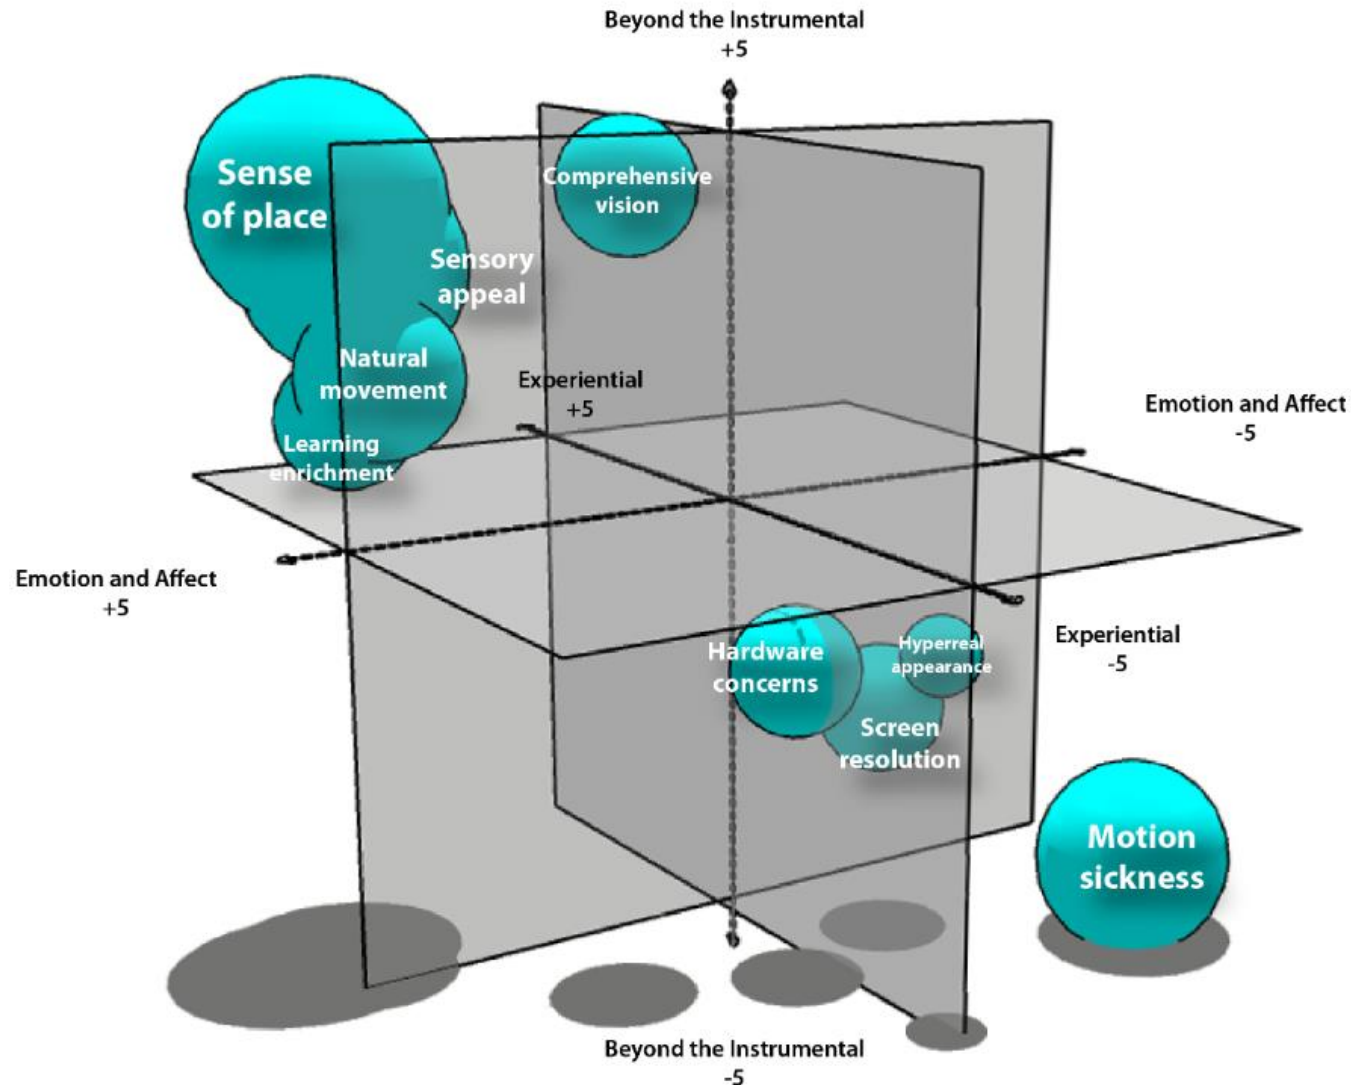 Beyond the Instrumental
+5
Sense
of place
Comprehensive
vision
Sensory
appeal
Natural
movement
Experiential
+5
Emotion and Affect
-5
Learning
enrichment
Emotion and Affect
+5
Experiential
-5
Hardware
concerns
Hyperreal
appearance
Screen
resolution
Motion
sickness
Beyond the Instrumental
-5